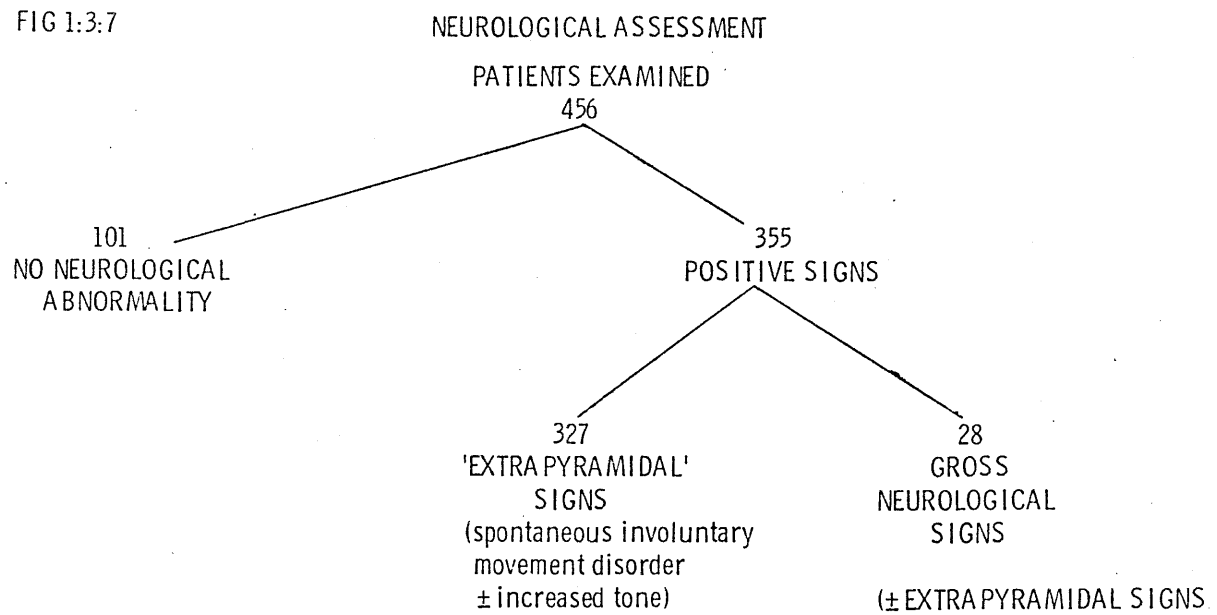 FIG 1:3:7
NEUROLOGICAL ASSESSMENT
PATIENTS EXAMINED
456
101
NO NEUROLOGICAL
ABNORMALITY
355
POSITIVE SIGNS
327
'EXTRAPYRAMIDAL'
SIGNS
(spontaneous involuntary
movement disorder
± increased tone)
28
GROSS
NEUROLOGICAL
SIGNS
(± EXTRAPYRAMIDAL SIGNS